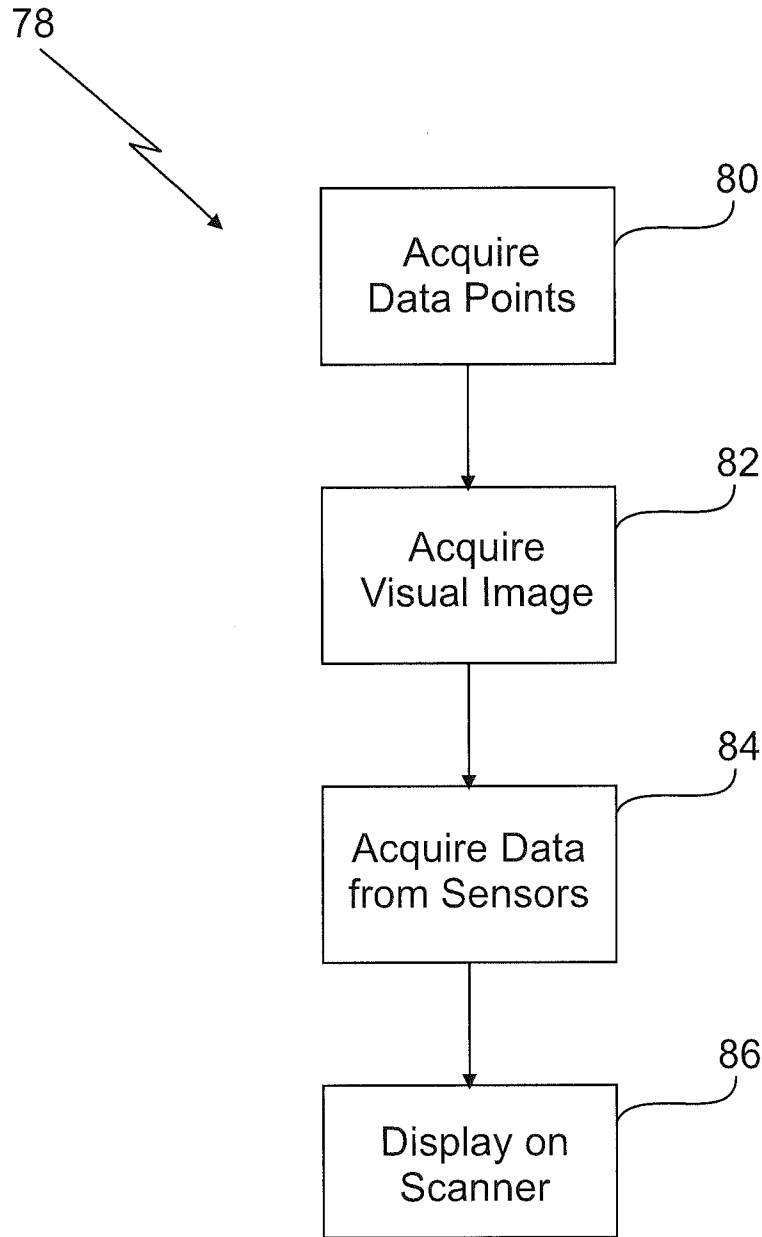 78
80
Acquire
Data Points
82
Acquire
Visual Image
84
Acquire Data
from Sensors
86
Display on
Scanner